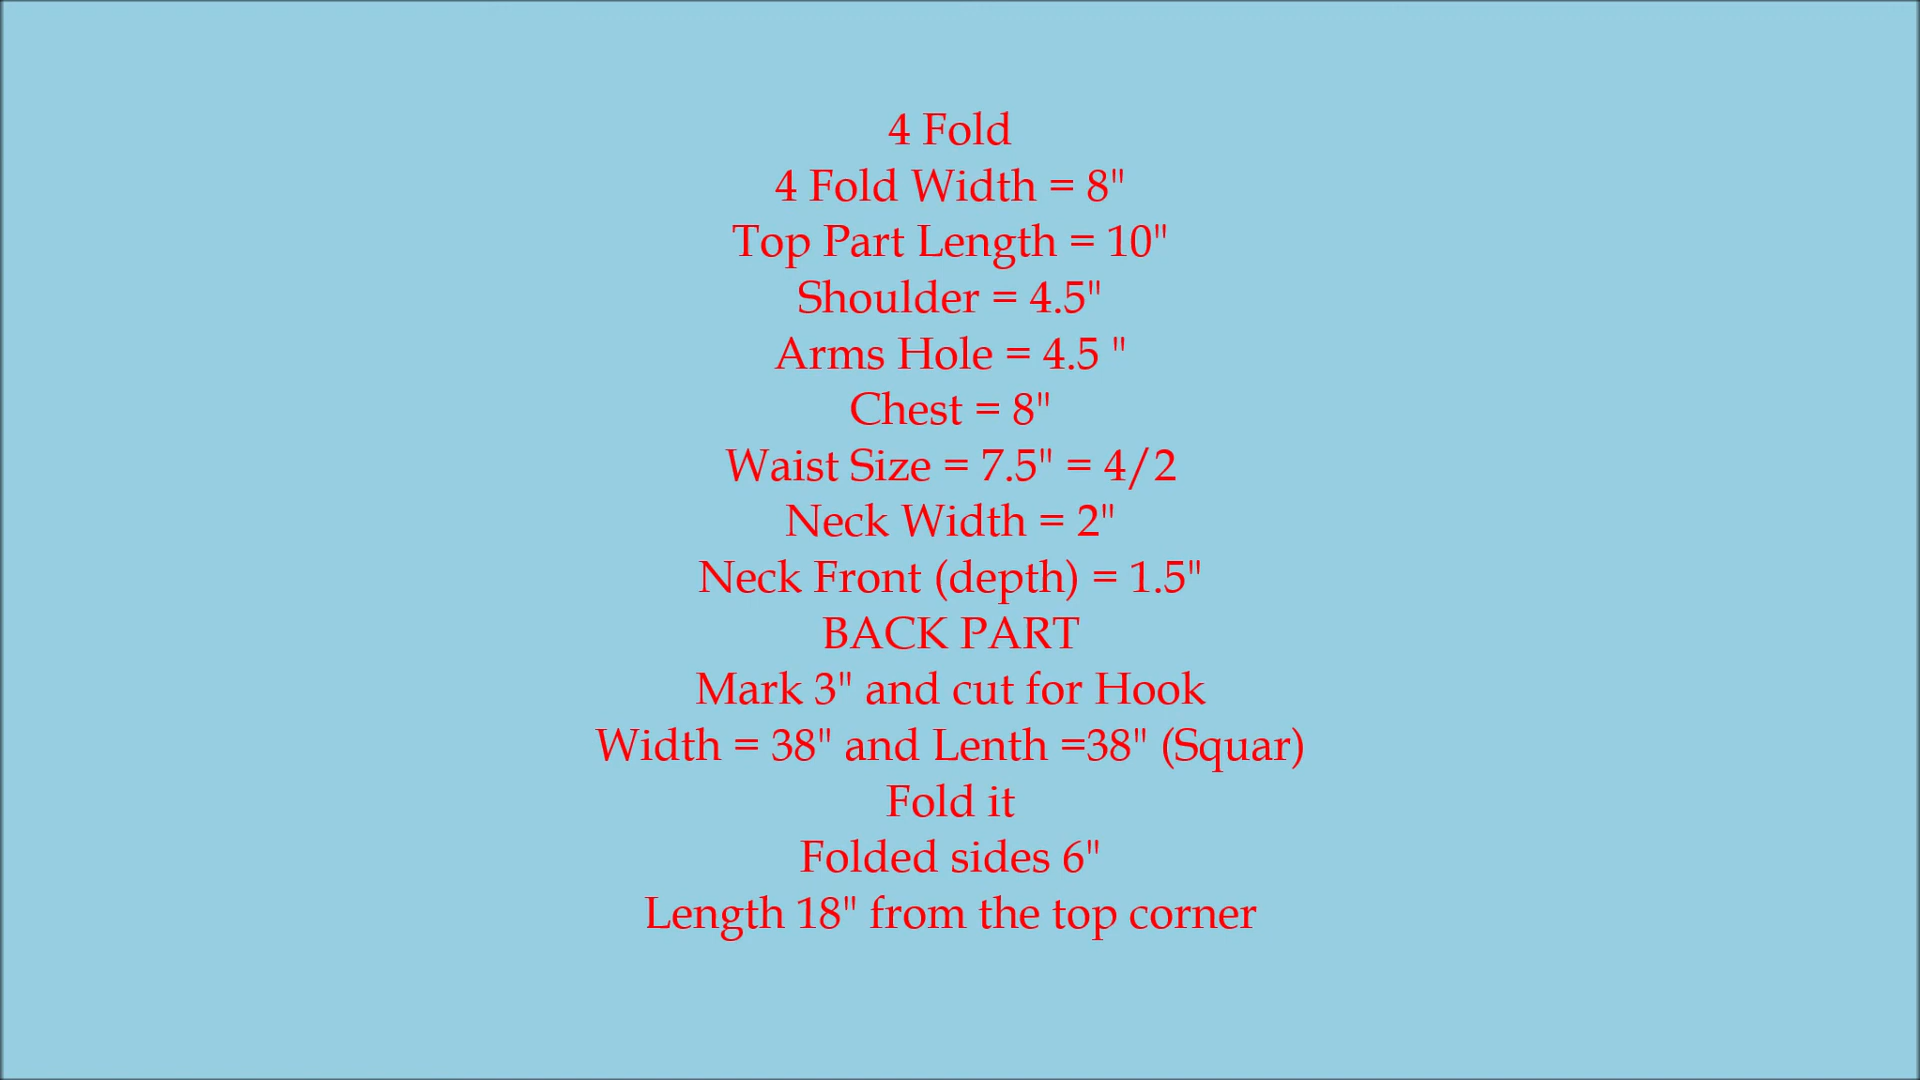 4 Fold
4 Fold Width = 8"
Top Part Length = 10"
Shoulder = 4.5"
Arms Hole = 4.5 "
Chest = 8"
Waist Size = 7.5" = 4/2
Neck Width = 2"
Neck Front (depth) = 1.5"
BACK PART
Mark 3" and cut for Hook
Width = 38" and Lenth =38" (Squar)
Fold it
Folded sides 6"
Length 18" from the top corner